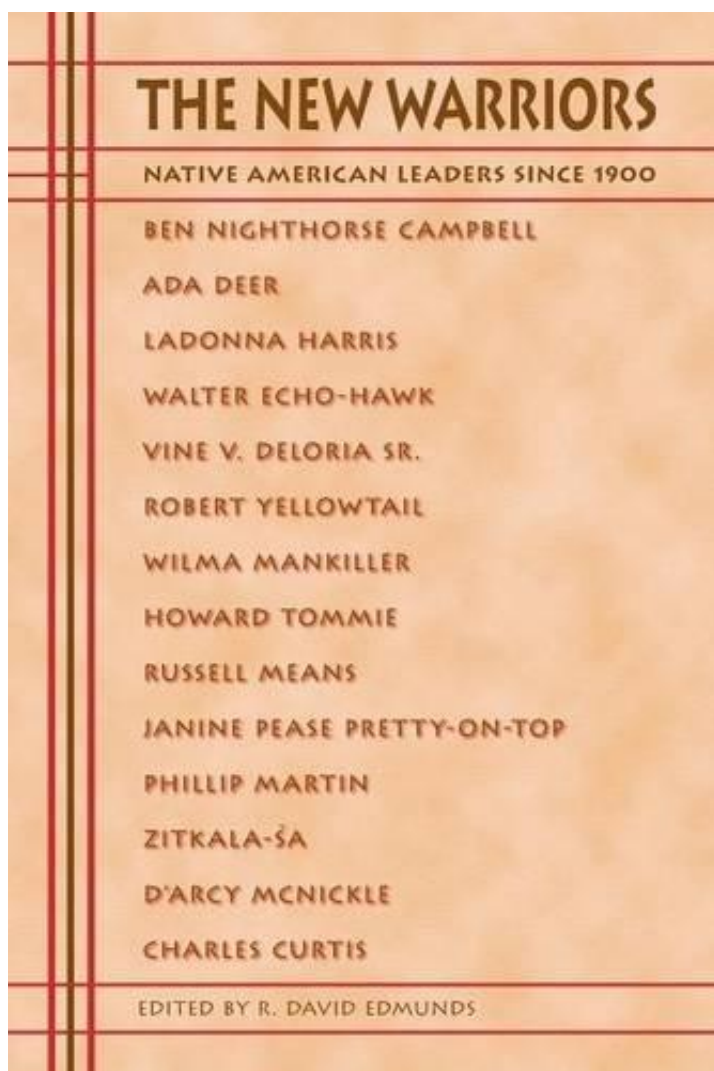 THE NEW WARRIORS
NATIVE AMERICAN LEADERS SINCE 1900
BEN NIGHTHORSE CAMPBELL
ADA DEER
LADONNA HARRIS
WALTER ECHO-HAWK
VINE V. DELORIA SR.
ROBERT YELLOWTAIL
WILMA MANKILLER
HOWARD TOMMIE
RUSSELL MEANS
JANINE PEASE PRETTY-ON-TOP
PHILLIP MARTIN
ZITKALA-ŠA
D'ARCY MCNICKLE
CHARLES CURTIS
EDITED BY R. DAVID EDMUNDS